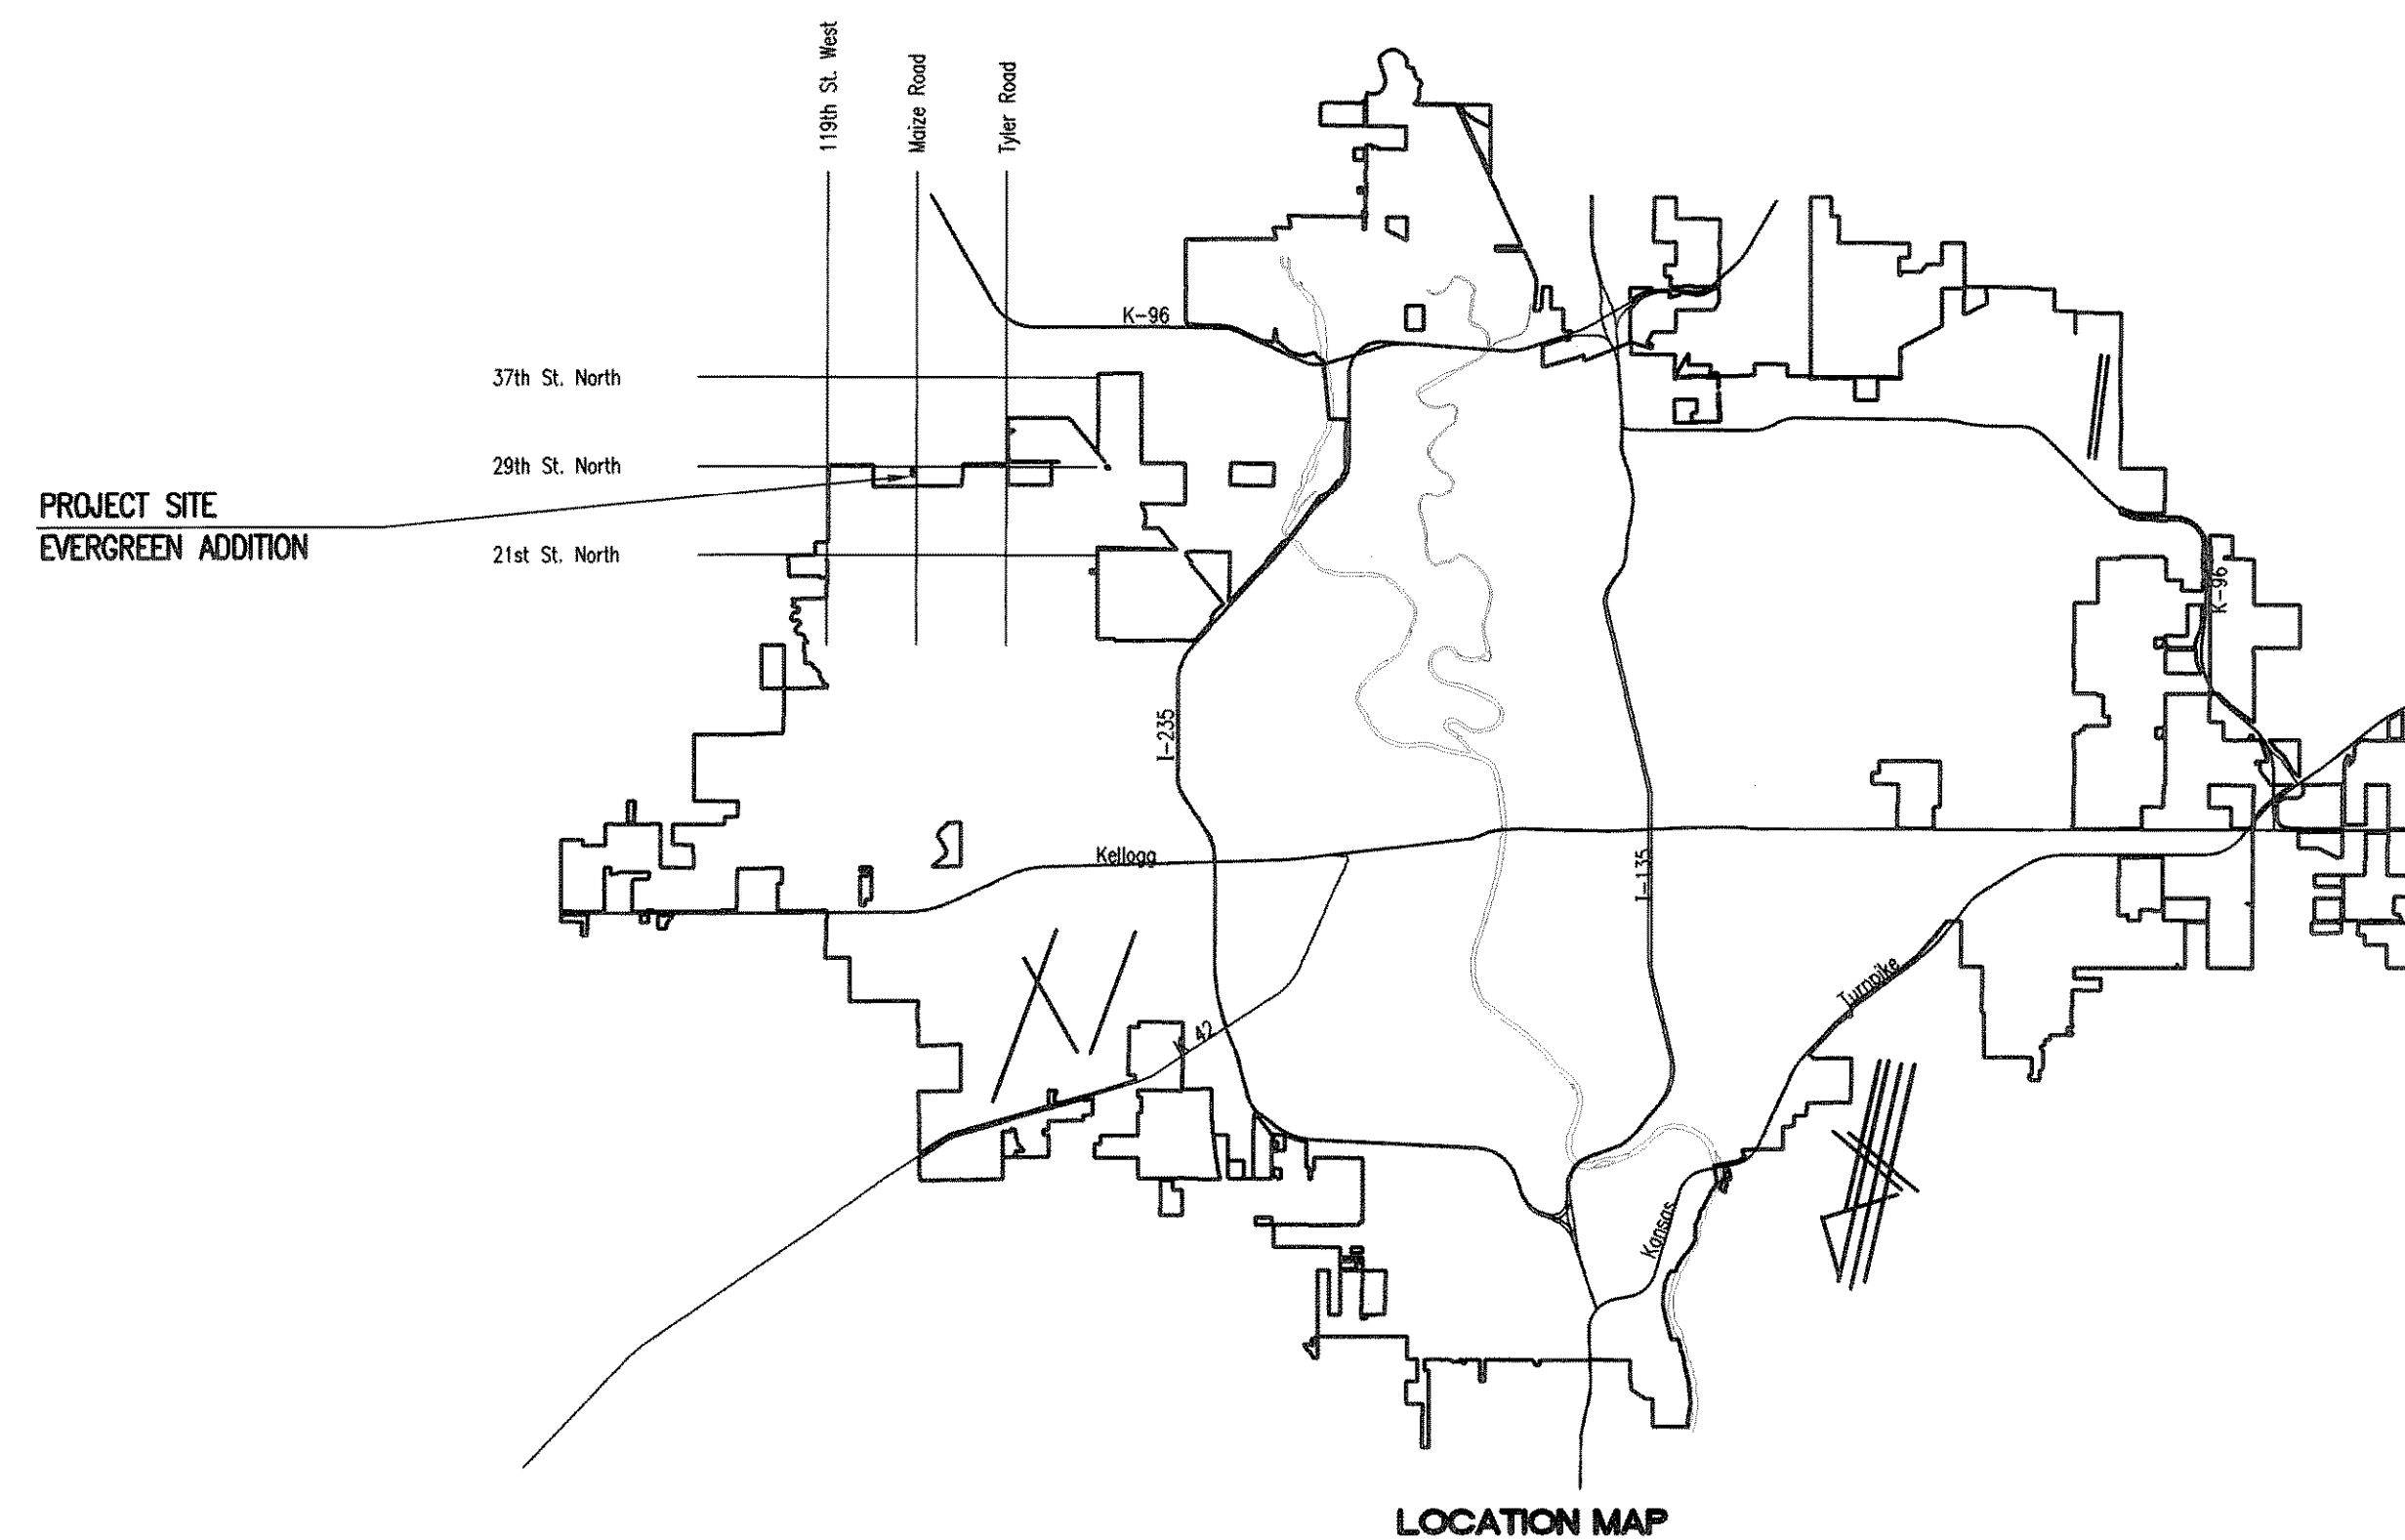 119th St. West
Maize Road
Tyler Road
K-96
37th St. North
29th St. North
PROJECT SITE
EVERGREEN ADDITION
21st St. North
K-96
I-235
Kellogg
I-135
Turnpike
K 42
Kansas
LOCATION MAP